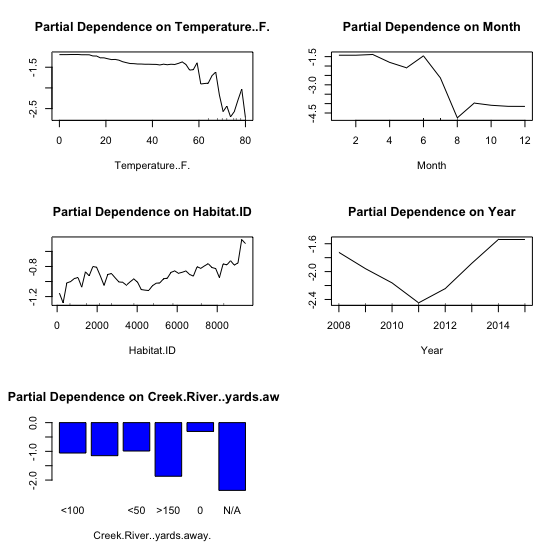 Partial Dependence on Temperature..F.
-1.5
-2.5
0 20 40 60 80
Temperature..F.
Partial Dependence on Month
-1.5
-3.0
-4.5
2 4 6 8 10 12
Month
Partial Dependence on Habitat.ID
-0.8
-1.2
0 2000 4000 6000 8000
Habitat.ID
Partial Dependence on Year
-1.6
-2.0
-2.4
2008 2010 2012 2014
Year
Partial Dependence on Creek.River..yards.aw
0.0
-1.0
-2.0
<100 <50 >150 0 N/A
Creek.River..yards.away.